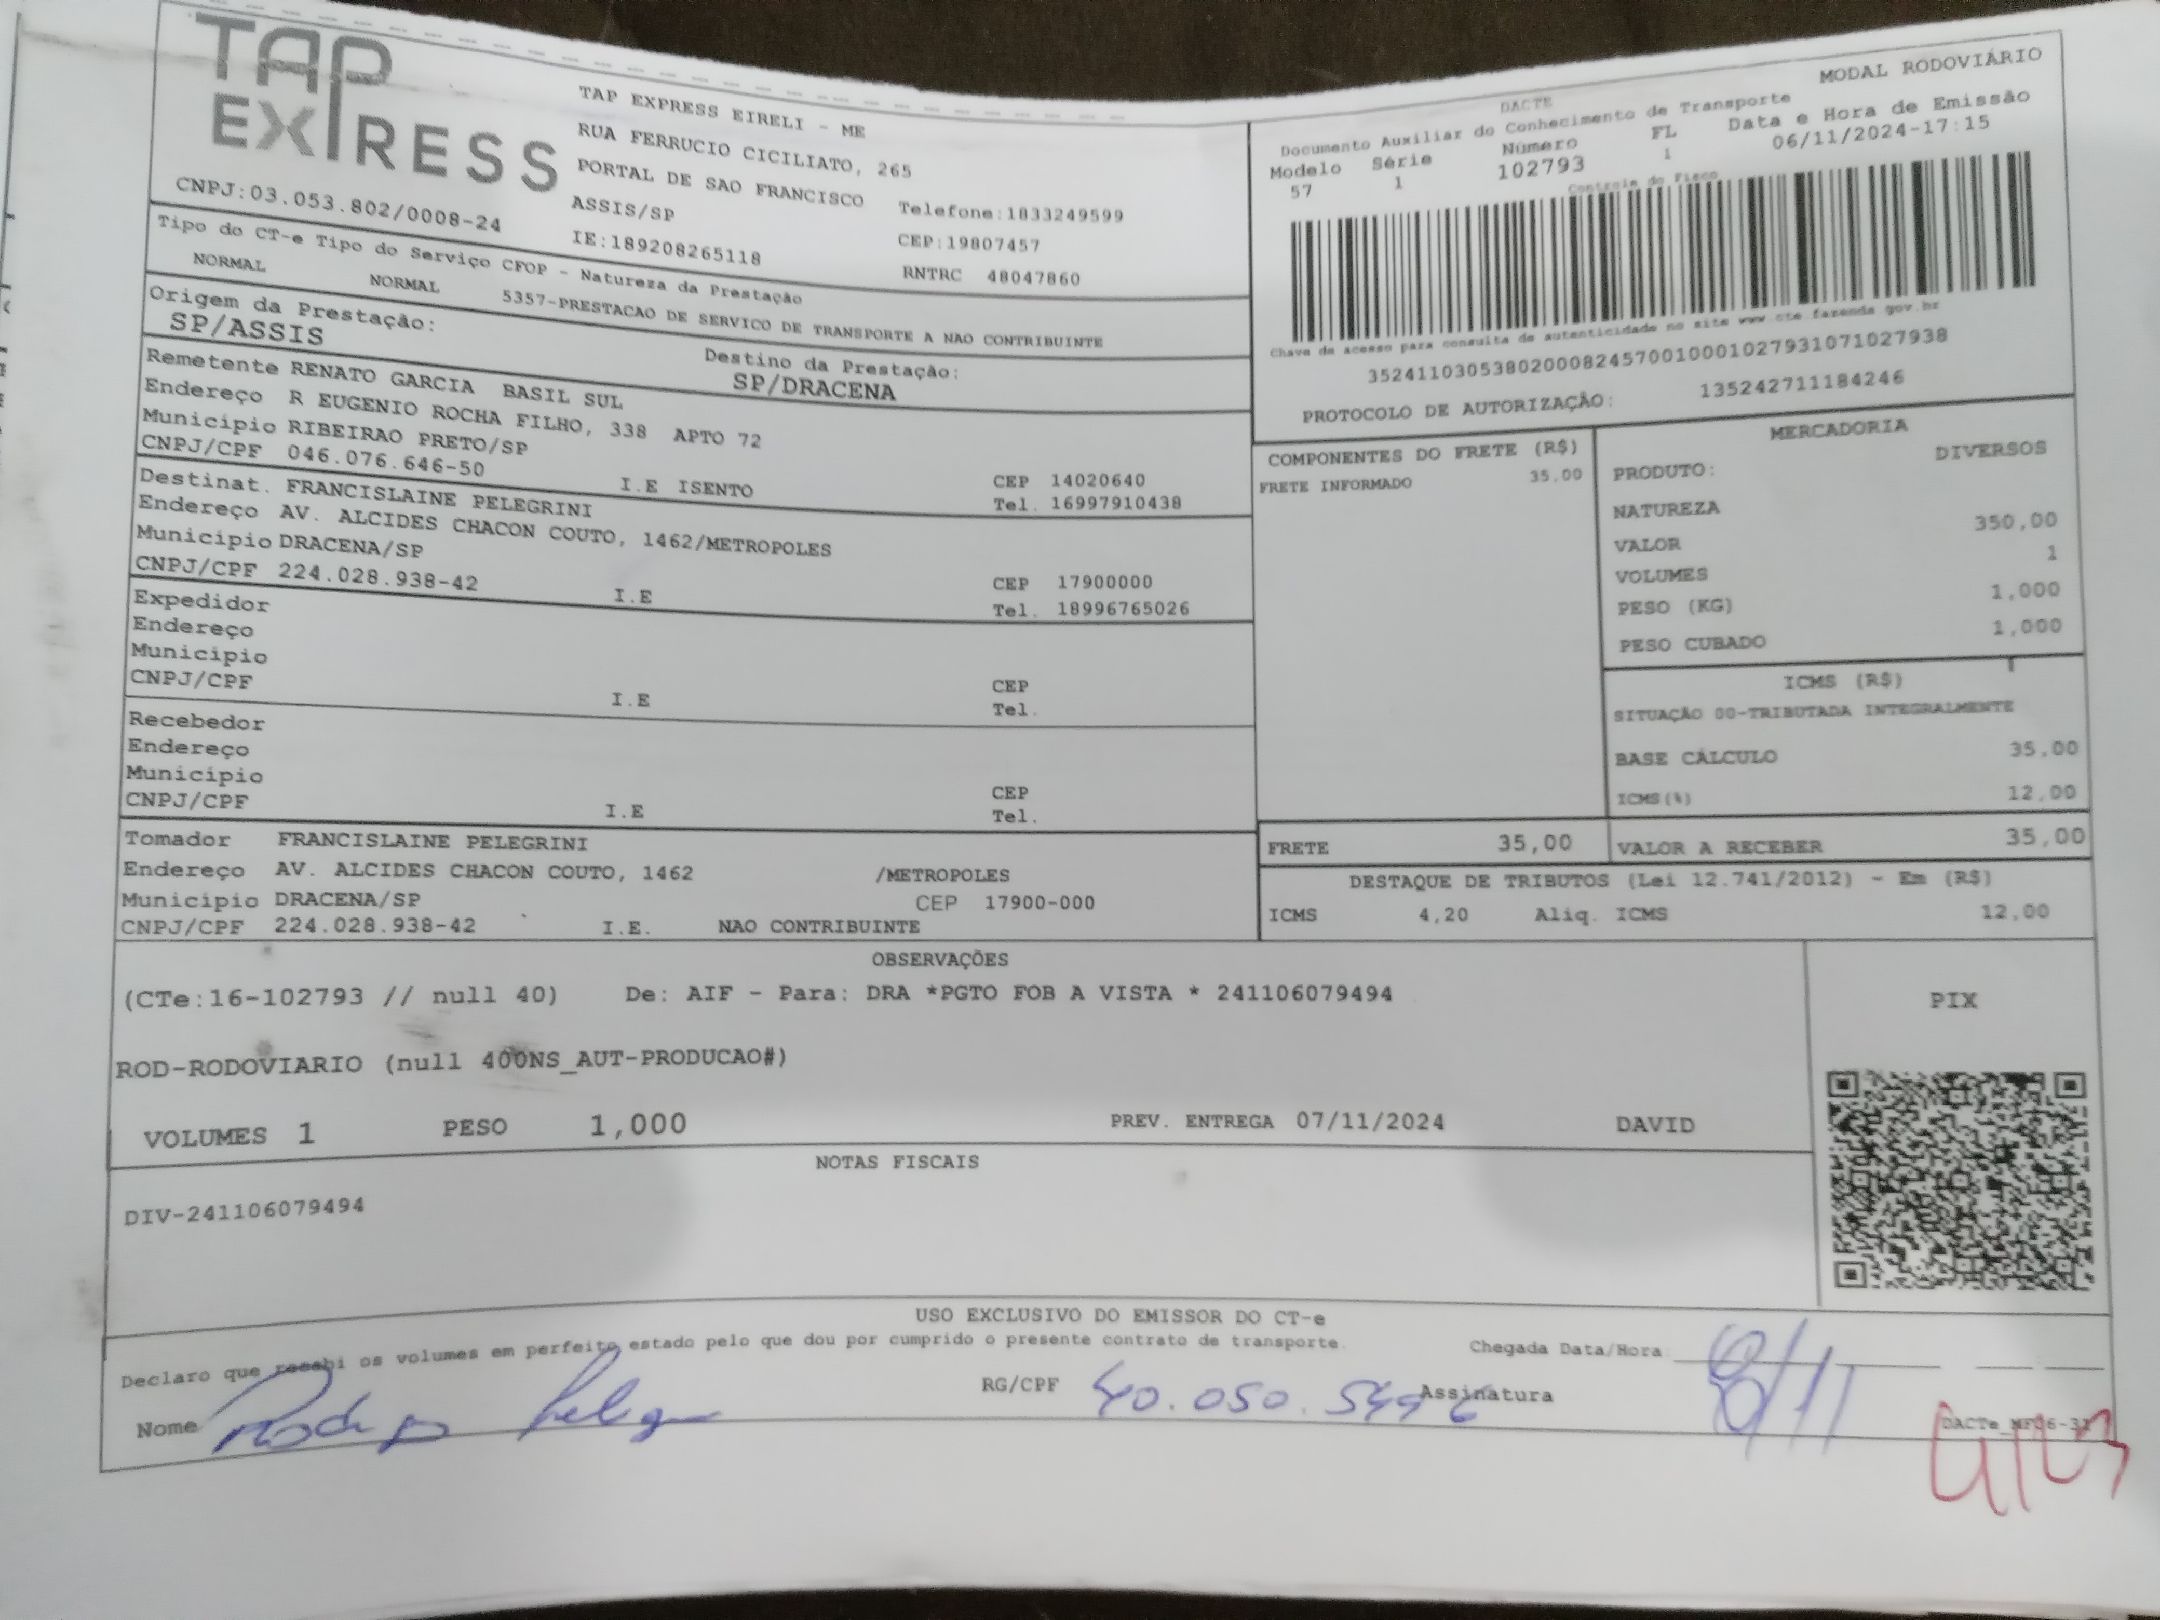 TAP
EXPRESS
TAP EXPRESS EIRELI - ME
RUA FERRUCIO CICILIATO, 265
PORTAL DE SAO FRANCISCO
ASSIS/SP
IE:189208265118
Telefone:1833249599
CEP:19807457
RNTRC 48047860
CNPJ:03.053.802/0008-24
Tipo do CT-e Tipo do Serviço CFOP - Natureza da Prestação
NORMAL NORMAL 5357-PRESTACAO DE SERVICO DE TRANSPORTE A NAO CONTRIBUINTE
Origem da Prestação: Destino da Prestação:
SP/ASSIS SP/DRACENA
Remetente RENATO GARCIA BASIL SUL
Endereço R EUGENIO ROCHA FILHO, 338 APTO 72
Municipio RIBEIRAO PRETO/SP CEP 14020640
CNPJ/CPF 046.076.646-50 I.E ISENTO Tel. 16997910438
Destinat. FRANCISLAINE PELEGRINI
Endereço AV. ALCIDES CHACON COUTO, 1462/METROPOLES
Municipio DRACENA/SP CEP 17900000
CNPJ/CPF 224.028.938-42 I.E Tel. 18996765026
Expedidor
Endereço
Municipio CEP
CNPJ/CPF I.E Tel.
Recebedor
Endereço
Municipio CEP
CNPJ/CPF I.E Tel.
Tomador FRANCISLAINE PELEGRINI
Endereço AV. ALCIDES CHACON COUTO, 1462 /METROPOLES
Municipio DRACENA/SP CEP 17900-000
CNPJ/CPF 224.028.938-42 I.E. NAO CONTRIBUINTE
MODAL RODOVIÁRIO
DACTE
Documento Auxiliar do Conhecimento de Transporte
Modelo Série Número FL Data e Hora de Emissão
57 1 102793 1 06/11/2024-17:15
Controle do Fisco
Chave de acesso para consulta de autenticidade no site www.cte.fazenda.gov.br
35241103053802000824570010001027931071027938
PROTOCOLO DE AUTORIZAÇÃO: 135242711184246
COMPONENTES DO FRETE (R$)
FRETE INFORMADO 35,00
MERCADORIA
PRODUTO: DIVERSOS
NATUREZA
VALOR 350,00
VOLUMES 1
PESO (KG) 1,000
PESO CUBADO 1,000
ICMS (R$)
SITUAÇÃO 00-TRIBUTADA INTEGRALMENTE
BASE CÁLCULO 35,00
ICMS(%) 12,00
FRETE 35,00 VALOR A RECEBER 35,00
DESTAQUE DE TRIBUTOS (Lei 12.741/2012) - Em (R$)
ICMS 4,20 Aliq. ICMS 12,00
OBSERVAÇÕES
(CTe:16-102793 // null 40) De: AIF - Para: DRA *PGTO FOB A VISTA * 241106079494
ROD-RODOVIARIO (null 400NS_AUT-PRODUCAO#)
VOLUMES 1 PESO 1,000 PREV. ENTREGA 07/11/2024 DAVID
PIX
NOTAS FISCAIS
DIV-241106079494
USO EXCLUSIVO DO EMISSOR DO CT-e
Declaro que recebi os volumes em perfeito estado pelo que dou por cumprido o presente contrato de transporte.
Chegada Data/Hora: 8/11
Nome Rodrigo RG/CPF 40.050. Assinatura